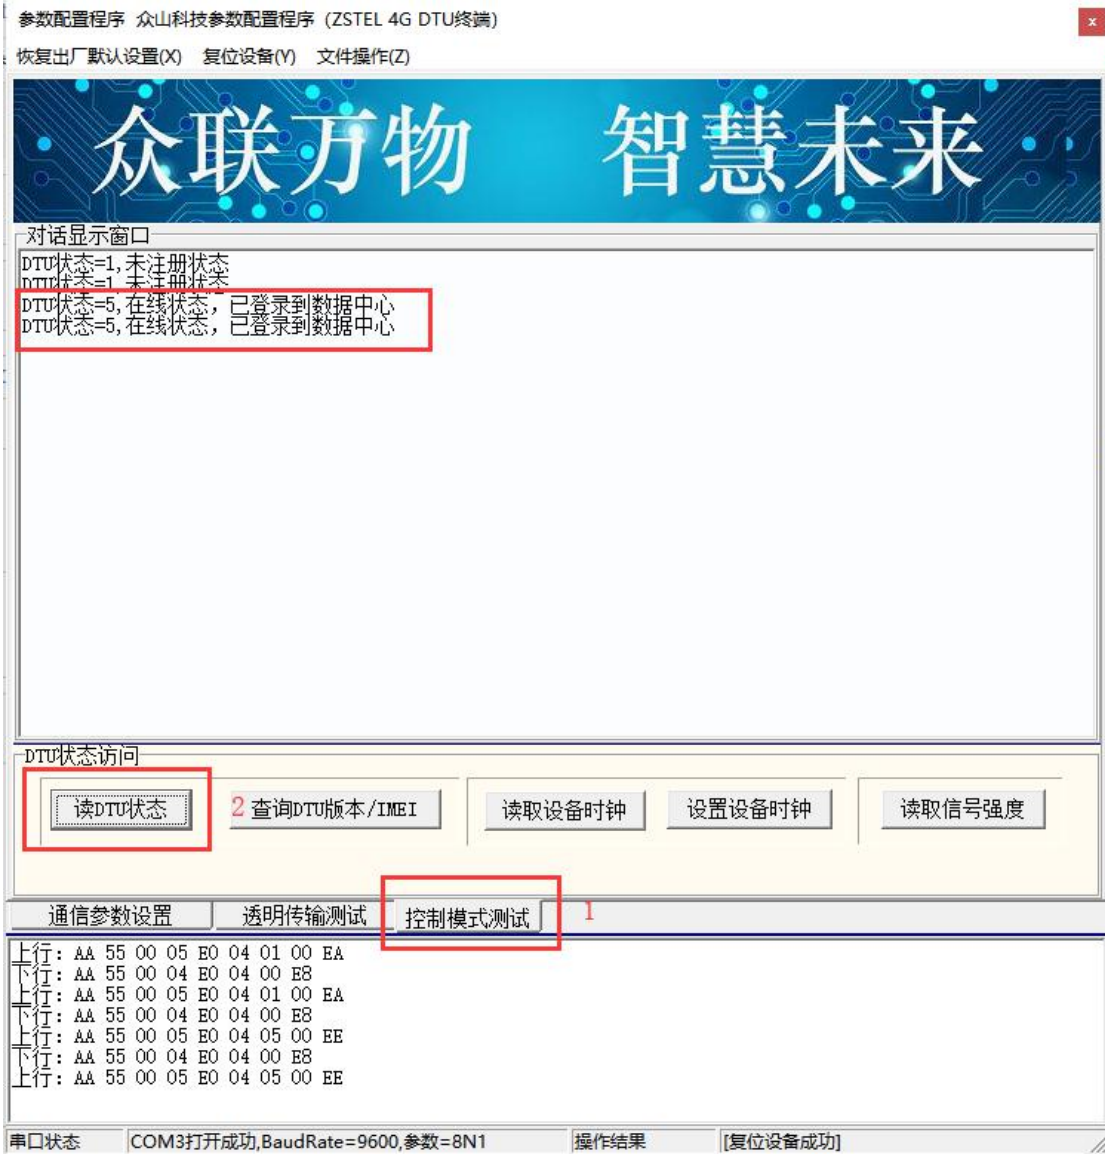 参数配置程序 众山科技参数配置程序 (ZSTEL 4G DTU终端)
x
恢复出厂默认设置(X) 复位设备(Y) 文件操作(Z)
众联万物 智慧未来
对话显示窗口
DTU状态=1,未注册状态
DTU状态=1,未注册状态
DTU状态=5,在线状态，已登录到数据中心
DTU状态=5,在线状态，已登录到数据中心
DTU状态访问
读DTU状态 2 查询DTU版本/IMEI 读取设备时钟 设置设备时钟 读取信号强度
通信参数设置 透明传输测试 控制模式测试 1
上行: AA 55 00 05 E0 04 01 00 EA
下行: AA 55 00 04 E0 04 00 E8
上行: AA 55 00 05 E0 04 01 00 EA
下行: AA 55 00 04 E0 04 00 E8
上行: AA 55 00 05 E0 04 05 00 EE
下行: AA 55 00 04 E0 04 00 E8
上行: AA 55 00 05 E0 04 05 00 EE
串口状态 COM3打开成功,BaudRate=9600,参数=8N1 操作结果 [复位设备成功]